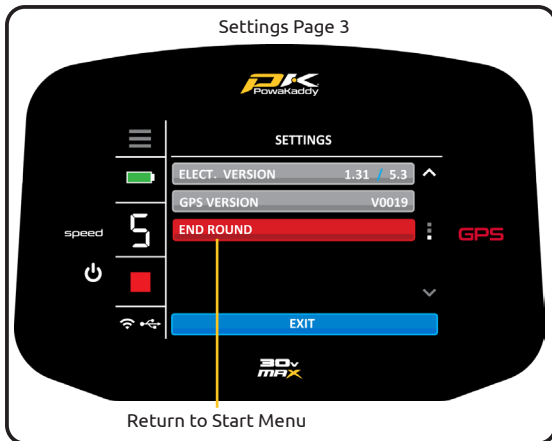 Settings Page 3
PK
PowaKaddy
SETTINGS
ELECT. VERSION 1.31 / 5.3
GPS VERSION V0019
speed 5 END ROUND GPS
EXIT
30v
MAX
Return to Start Menu